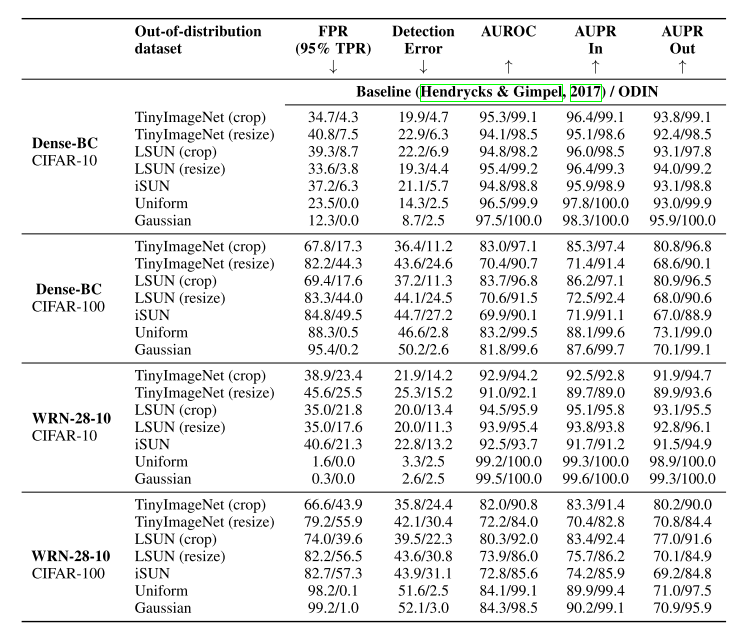 Out-of-distribution dataset FPR (95% TPR) ↓ Detection Error ↓ AUROC ↑ AUPR In ↑ AUPR Out ↑
Baseline (Hendrycks & Gimpel, 2017) / ODIN
Dense-BC CIFAR-10
TinyImageNet (crop) 34.7/4.3 19.9/4.7 95.3/99.1 96.4/99.1 93.8/99.1
TinyImageNet (resize) 40.8/7.5 22.9/6.3 94.1/98.5 95.1/98.6 92.4/98.5
LSUN (crop) 39.3/8.7 22.2/6.9 94.8/98.2 96.0/98.5 93.1/97.8
LSUN (resize) 33.6/3.8 19.3/4.4 95.4/99.2 96.4/99.3 94.0/99.2
iSUN 37.2/6.3 21.1/5.7 94.8/98.8 95.9/98.9 93.1/98.8
Uniform 23.5/0.0 14.3/2.5 96.5/99.9 97.8/100.0 93.0/99.9
Gaussian 12.3/0.0 8.7/2.5 97.5/100.0 98.3/100.0 95.9/100.0
Dense-BC CIFAR-100
TinyImageNet (crop) 67.8/17.3 36.4/11.2 83.0/97.1 85.3/97.4 80.8/96.8
TinyImageNet (resize) 82.2/44.3 43.6/24.6 70.4/90.7 71.4/91.4 68.6/90.1
LSUN (crop) 69.4/17.6 37.2/11.3 83.7/96.8 86.2/97.1 80.9/96.5
LSUN (resize) 83.3/44.0 44.1/24.5 70.6/91.5 72.5/92.4 68.0/90.6
iSUN 84.8/49.5 44.7/27.2 69.9/90.1 71.9/91.1 67.0/88.9
Uniform 88.3/0.5 46.6/2.8 83.2/99.5 88.1/99.6 73.1/99.0
Gaussian 95.4/0.2 50.2/2.6 81.8/99.6 87.6/99.7 70.1/99.1
WRN-28-10 CIFAR-10
TinyImageNet (crop) 38.9/23.4 21.9/14.2 92.9/94.2 92.5/92.8 91.9/94.7
TinyImageNet (resize) 45.6/25.5 25.3/15.2 91.0/92.1 89.7/89.0 89.9/93.6
LSUN (crop) 35.0/21.8 20.0/13.4 94.5/95.9 95.1/95.8 93.1/95.5
LSUN (resize) 35.0/17.6 20.0/11.3 93.9/95.4 93.8/93.8 92.8/96.1
iSUN 40.6/21.3 22.8/13.2 92.5/93.7 91.7/91.2 91.5/94.9
Uniform 1.6/0.0 3.3/2.5 99.2/100.0 99.3/100.0 98.9/100.0
Gaussian 0.3/0.0 2.6/2.5 99.5/100.0 99.6/100.0 99.3/100.0
WRN-28-10 CIFAR-100
TinyImageNet (crop) 66.6/43.9 35.8/24.4 82.0/90.8 83.3/91.4 80.2/90.0
TinyImageNet (resize) 79.2/55.9 42.1/30.4 72.2/84.0 70.4/82.8 70.8/84.4
LSUN (crop) 74.0/39.6 39.5/22.3 80.3/92.0 83.4/92.4 77.0/91.6
LSUN (resize) 82.2/56.5 43.6/30.8 73.9/86.0 75.7/86.2 70.1/84.9
iSUN 82.7/57.3 43.9/31.1 72.8/85.6 74.2/85.9 69.2/84.8
Uniform 98.2/0.1 51.6/2.5 84.1/99.1 89.9/99.4 71.0/97.5
Gaussian 99.2/1.0 52.1/3.0 84.3/98.5 90.2/99.1 70.9/95.9